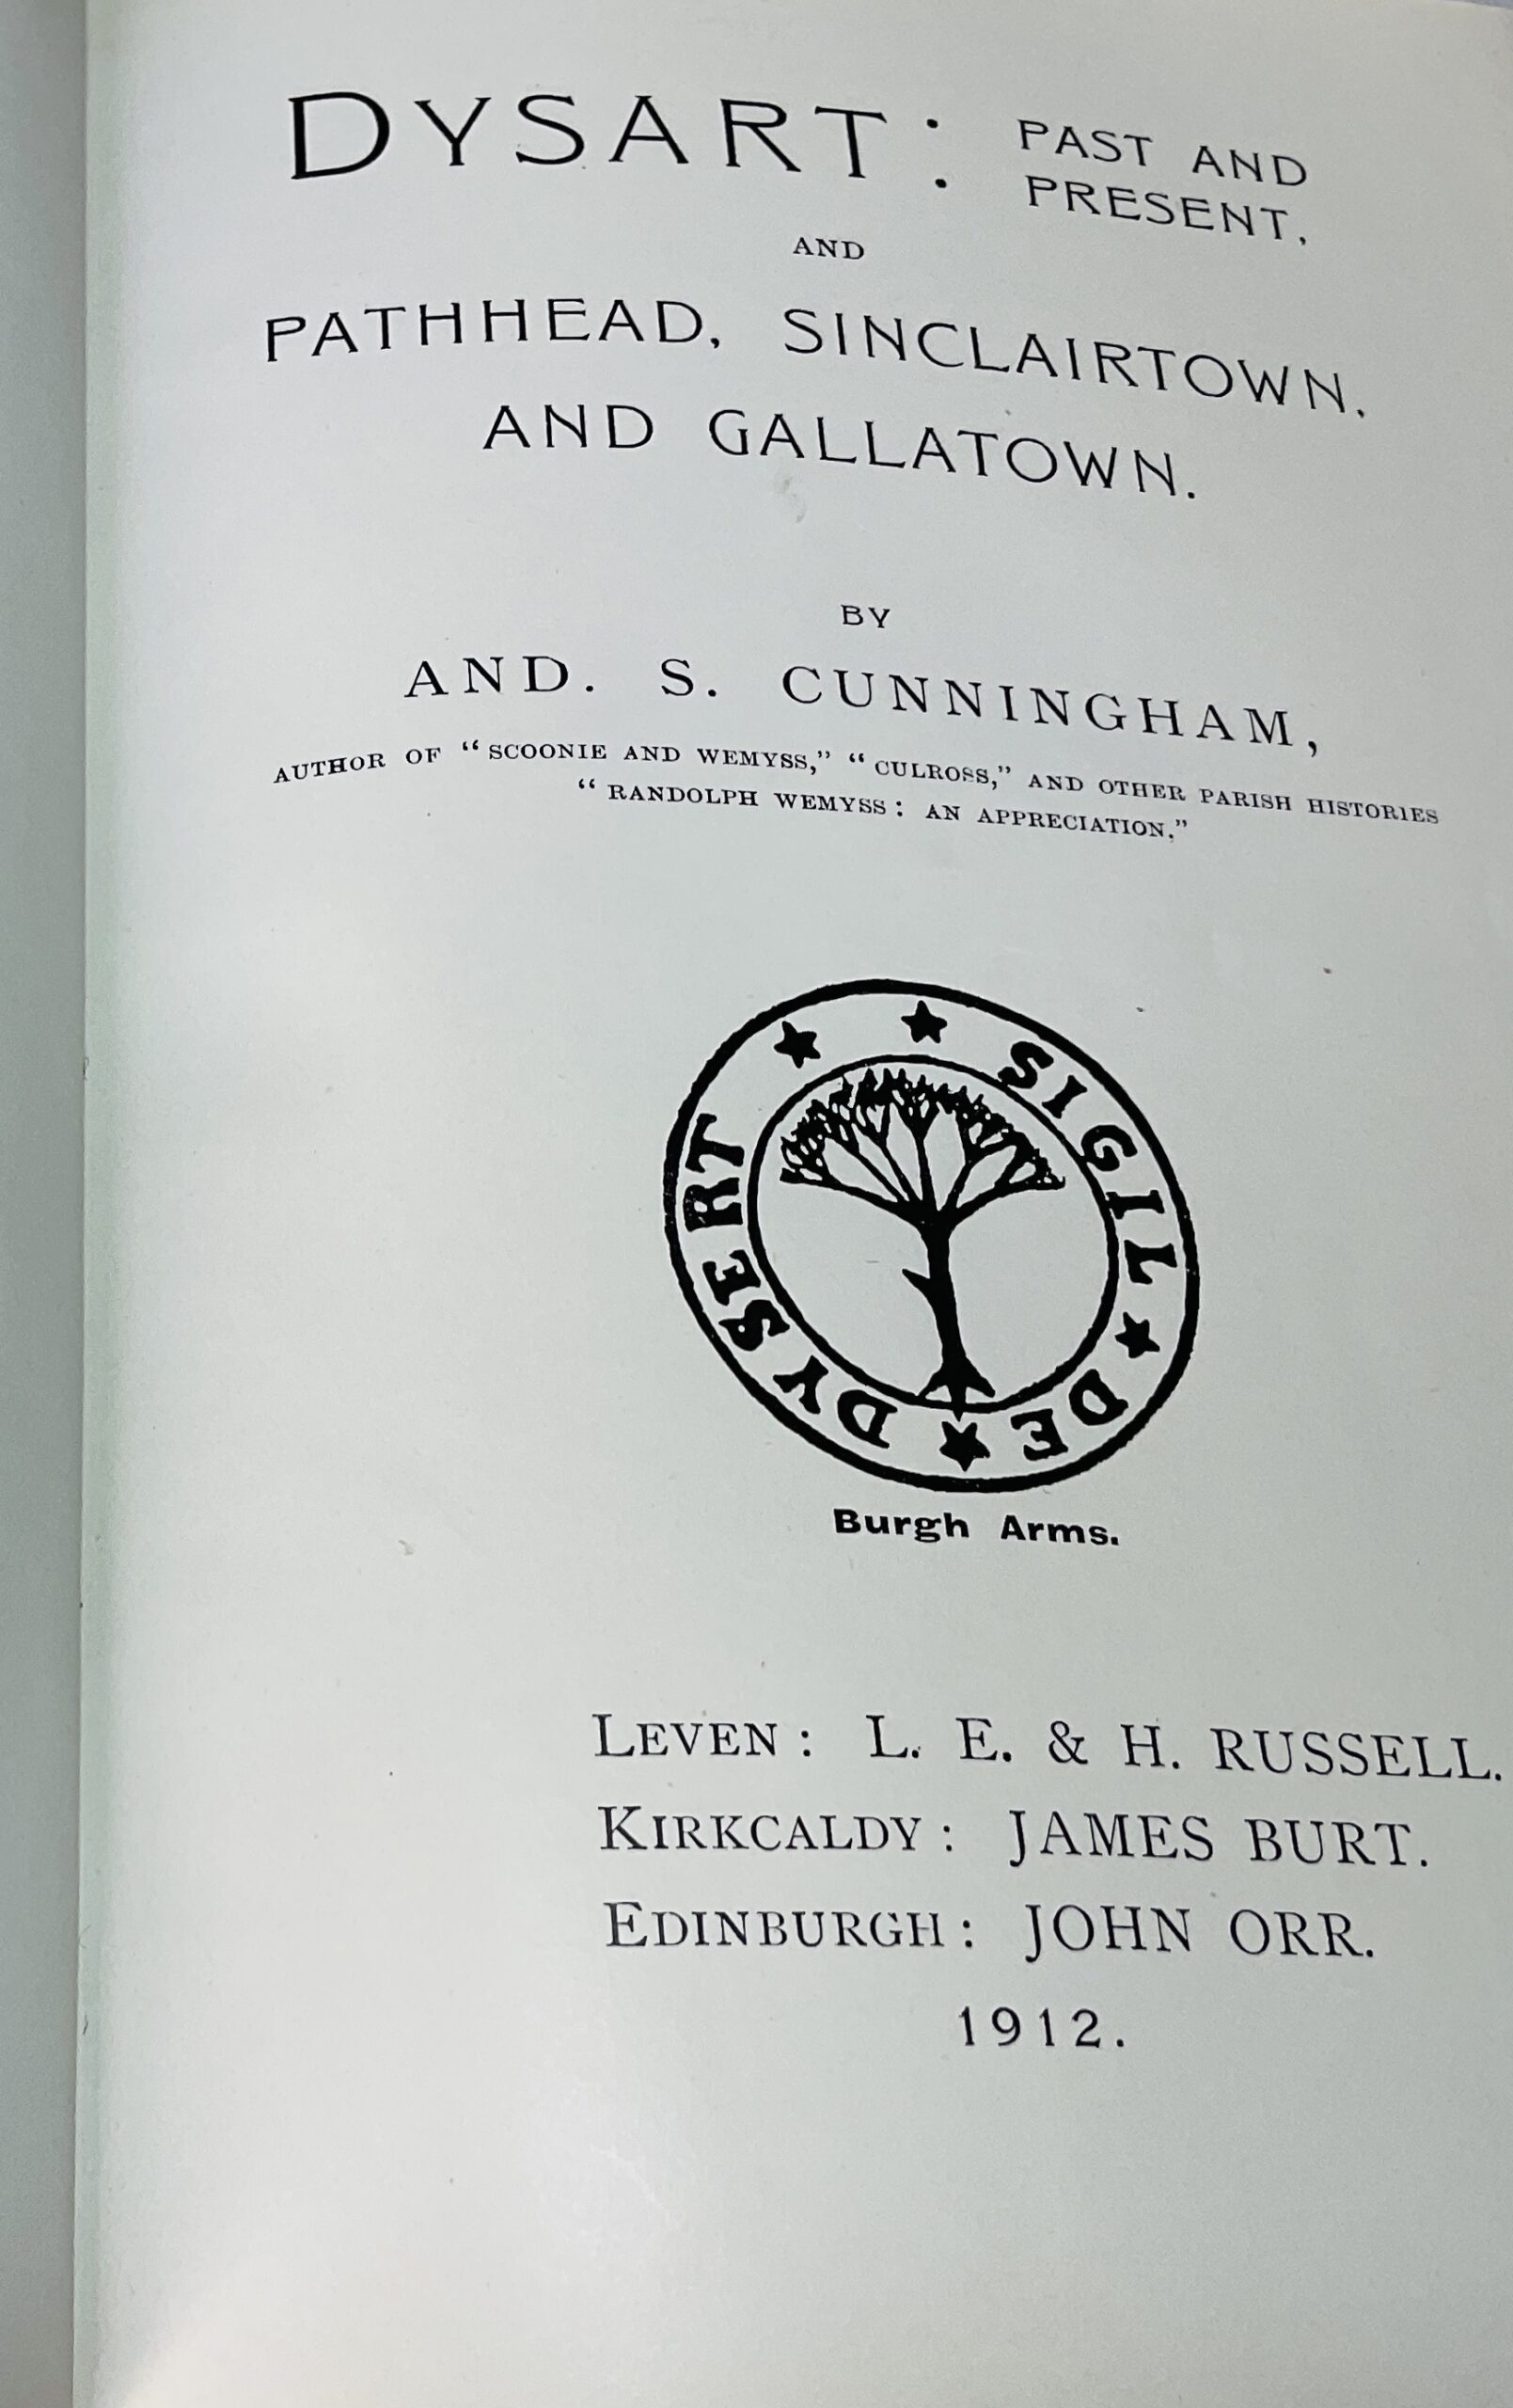 DYSART: PAST AND
PRESENT,
AND
PATHHEAD, SINCLAIRTOWN,
AND GALLATOWN.
BY
AND. S. CUNNINGHAM,
AUTHOR OF “SCOONIE AND WEMYSS,” “CULROSS,” AND OTHER PARISH HISTORIES
“RANDOLPH WEMYSS: AN APPRECIATION.”
SIGIL ★ DE ★ DYSERT ★ ★
Burgh Arms.
LEVEN: L. E. & H. RUSSELL.
KIRKCALDY: JAMES BURT.
EDINBURGH: JOHN ORR.
1912.